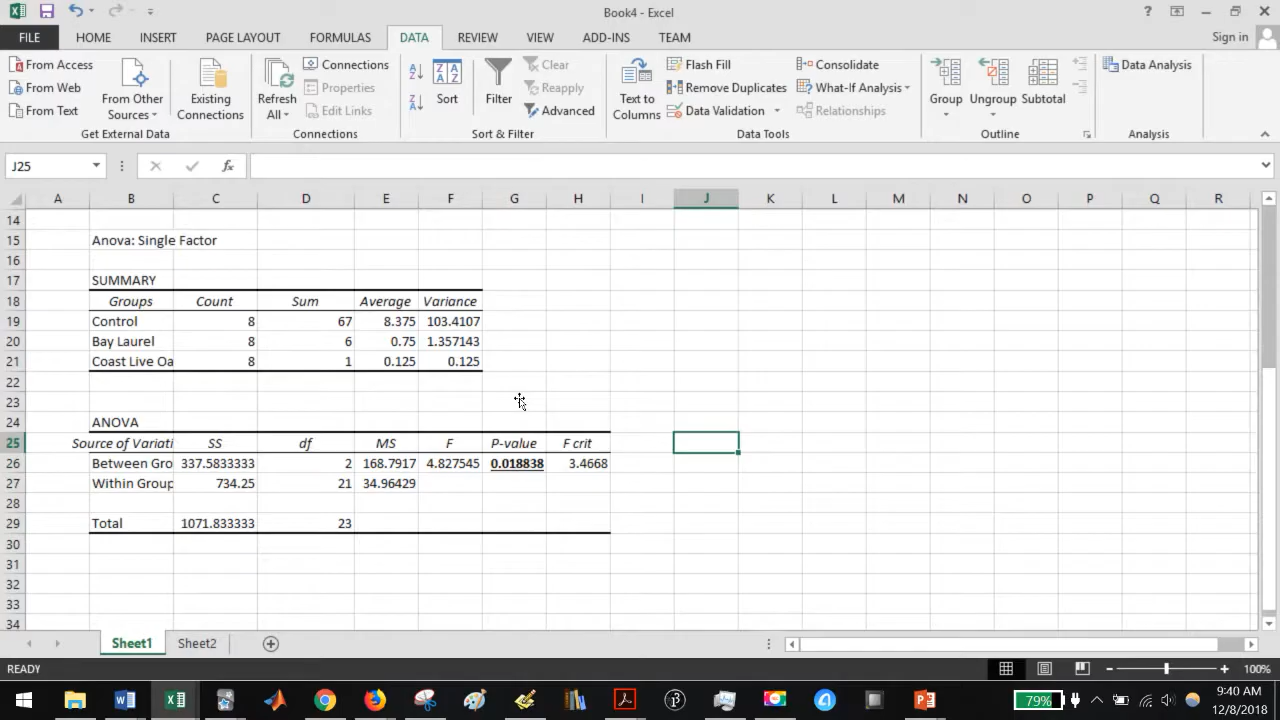 Book4 - Excel
? Sign in
FILE HOME INSERT PAGE LAYOUT FORMULAS DATA REVIEW VIEW ADD-INS TEAM
From Access
From Web
From Text
From Other Sources
Existing Connections
Get External Data
Refresh All
Connections
Properties
Edit Links
Connections
Sort
Filter
Clear
Reapply
Advanced
Sort & Filter
Text to Columns
Flash Fill
Remove Duplicates
Data Validation
Consolidate
What-If Analysis
Relationships
Data Tools
Group
Ungroup
Subtotal
Outline
Data Analysis
Analysis
J25 fx
A B C D E F G H I J K L M N O P Q R
14
15 Anova: Single Factor
16
17 SUMMARY
18 Groups Count Sum Average Variance
19 Control 8 67 8.375 103.4107
20 Bay Laurel 8 6 0.75 1.357143
21 Coast Live Oa 8 1 0.125 0.125
22
23
24 ANOVA
25 Source of Variati SS df MS F P-value F crit
26 Between Gro 337.5833333 2 168.7917 4.827545 0.018838 3.4668
27 Within Group 734.25 21 34.96429
28
29 Total 1071.833333 23
30
31
32
33
34
Sheet1 Sheet2
READY 100%
79%
9:40 AM
12/8/2018